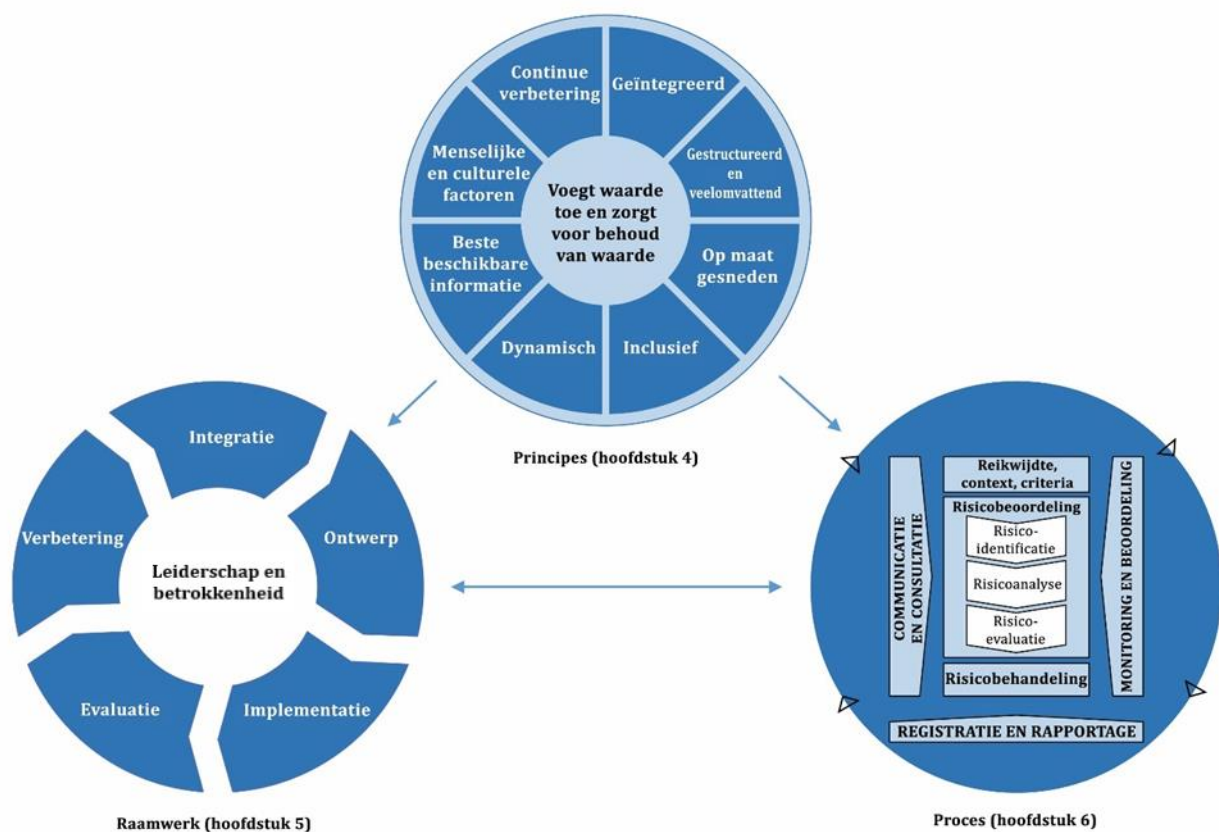 Continue
verbetering
Geïntegreerd
Gestructureerd
en
veelomvattend
Op maat
gesneden
Inclusief
Dynamisch
Beste
beschikbare
informatie
Menselijke
en culturele
factoren
Voegt waarde
toe en zorgt
voor behoud
van waarde
Principes (hoofdstuk 4)
Integratie
Ontwerp
Implementatie
Evaluatie
Verbetering
Leiderschap en
betrokkenheid
Raamwerk (hoofdstuk 5)
COMMUNICATIE
EN CONSULTATIE
Reikwijdte,
context, criteria
Risicobeoordeling
Risico-
identificatie
Risicoanalyse
Risico-
evaluatie
Risicobehandeling
MONITORING EN BEOORDELING
REGISTRATIE EN RAPPORTAGE
Proces (hoofdstuk 6)